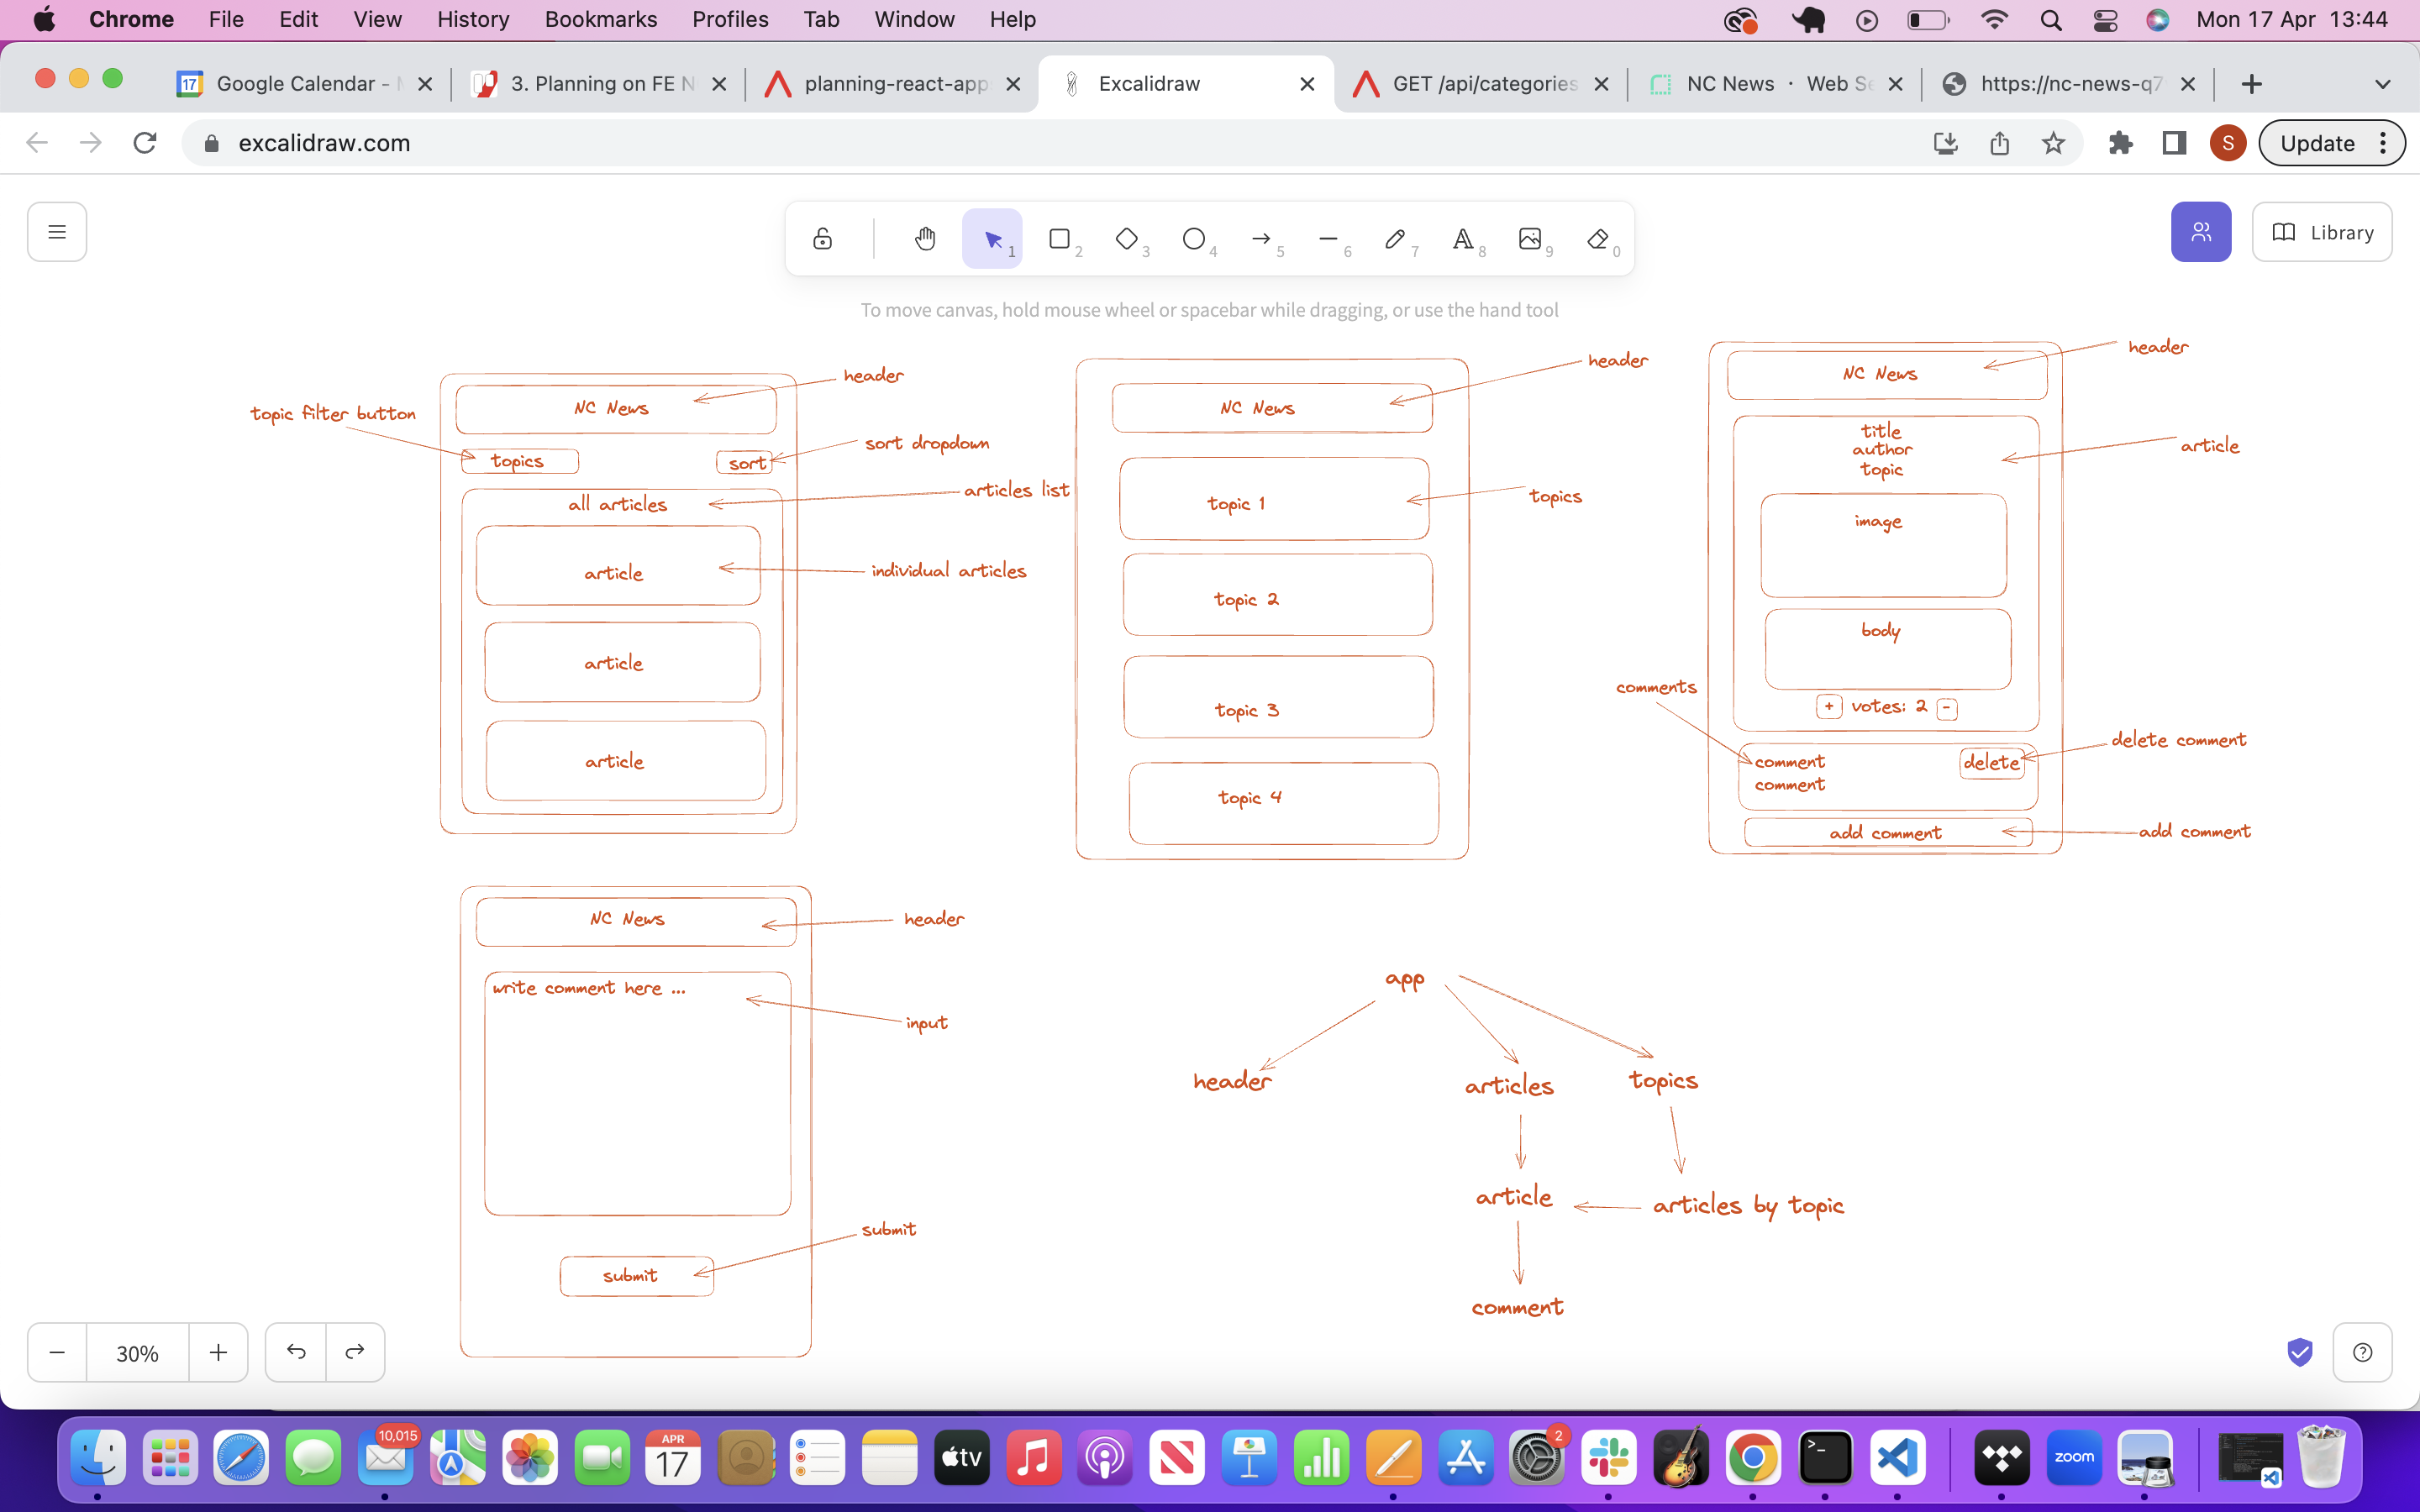 Chrome File Edit View History Bookmarks Profiles Tab Window Help
Mon 17 Apr 13:44
17 Google Calendar -
3. Planning on FE N
planning-react-app
Excalidraw
GET /api/categories
NC News · Web Se
https://nc-news-q7
excalidraw.com
S
Update
1 2 3 4 5 6 7 8 9 0
Library
To move canvas, hold mouse wheel or spacebar while dragging, or use the hand tool
header
NC News
topic filter button
topics
sort
sort dropdown
all articles
articles list
article
individual articles
article
article
header
NC News
topic 1
topics
topic 2
topic 3
topic 4
header
NC News
title
author
topic
article
image
body
+ votes: 2 -
comments
comment
comment
delete
delete comment
add comment
add comment
NC News
header
write comment here ...
input
submit
submit
app
header
articles
topics
article
articles by topic
comment
− 30% +
10,015
APR
17
tv
2
>_
zoom